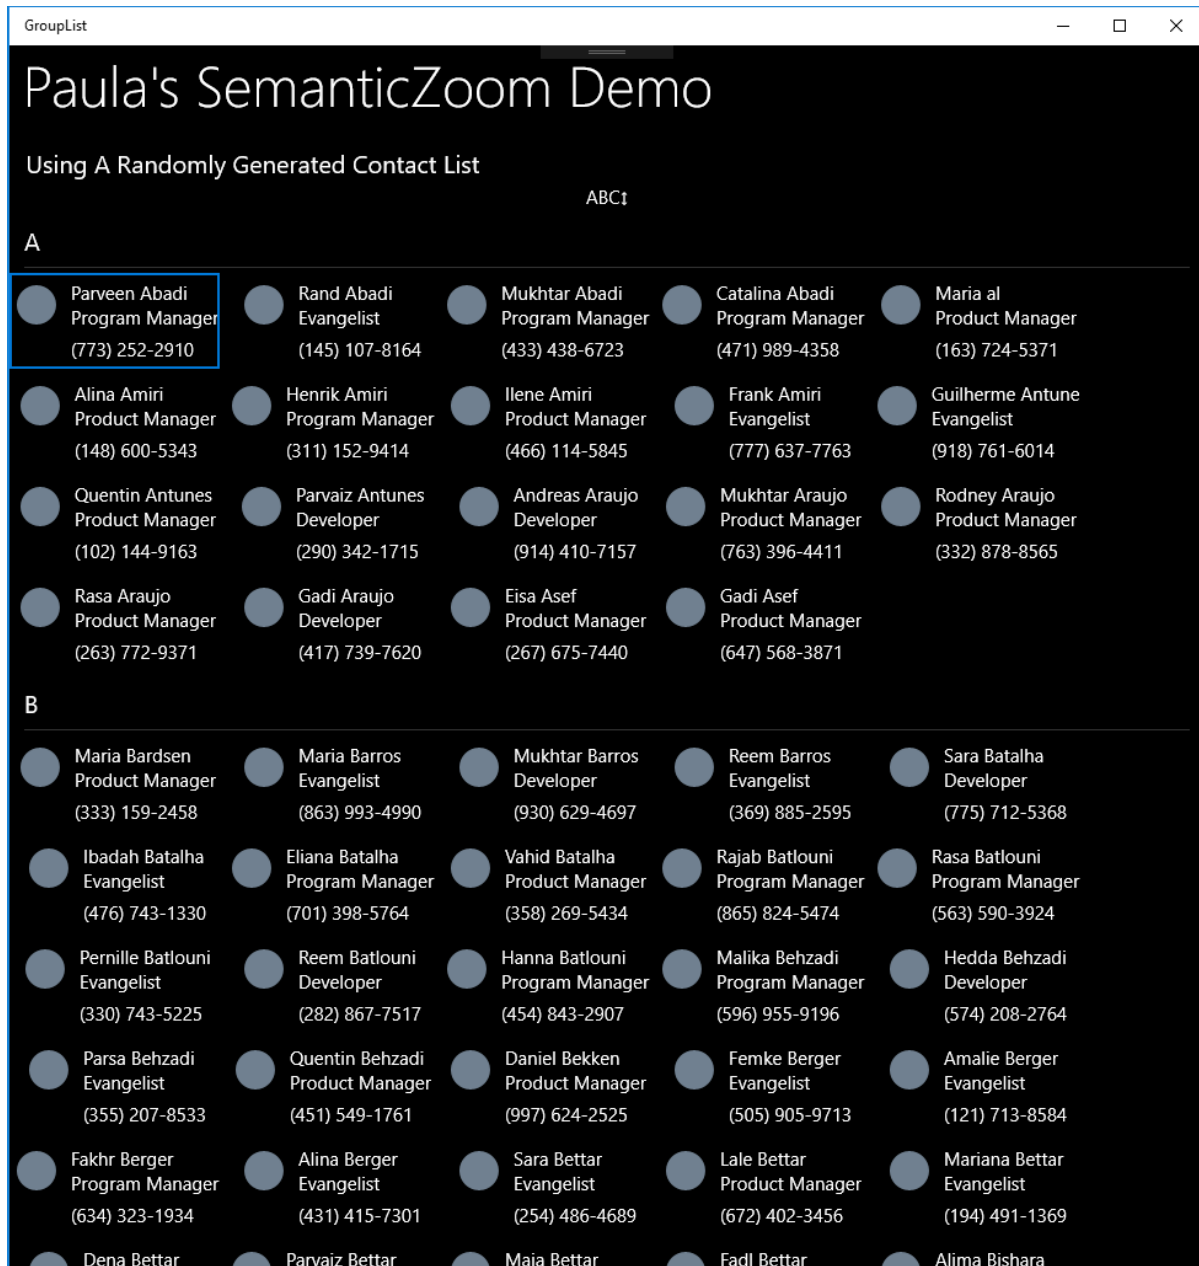 GroupList
Paula's SemanticZoom Demo
Using A Randomly Generated Contact List
ABC↕
A
Parveen Abadi
Program Manager
(773) 252-2910
Rand Abadi
Evangelist
(145) 107-8164
Mukhtar Abadi
Program Manager
(433) 438-6723
Catalina Abadi
Program Manager
(471) 989-4358
Maria al
Product Manager
(163) 724-5371
Alina Amiri
Product Manager
(148) 600-5343
Henrik Amiri
Program Manager
(311) 152-9414
Ilene Amiri
Product Manager
(466) 114-5845
Frank Amiri
Evangelist
(777) 637-7763
Guilherme Antune
Evangelist
(918) 761-6014
Quentin Antunes
Product Manager
(102) 144-9163
Parvaiz Antunes
Developer
(290) 342-1715
Andreas Araujo
Developer
(914) 410-7157
Mukhtar Araujo
Product Manager
(763) 396-4411
Rodney Araujo
Product Manager
(332) 878-8565
Rasa Araujo
Product Manager
(263) 772-9371
Gadi Araujo
Developer
(417) 739-7620
Eisa Asef
Product Manager
(267) 675-7440
Gadi Asef
Product Manager
(647) 568-3871
B
Maria Bardsen
Product Manager
(333) 159-2458
Maria Barros
Evangelist
(863) 993-4990
Mukhtar Barros
Developer
(930) 629-4697
Reem Barros
Evangelist
(369) 885-2595
Sara Batalha
Developer
(775) 712-5368
Ibadah Batalha
Evangelist
(476) 743-1330
Eliana Batalha
Program Manager
(701) 398-5764
Vahid Batalha
Product Manager
(358) 269-5434
Rajab Batlouni
Program Manager
(865) 824-5474
Rasa Batlouni
Program Manager
(563) 590-3924
Pernille Batlouni
Evangelist
(330) 743-5225
Reem Batlouni
Developer
(282) 867-7517
Hanna Batlouni
Program Manager
(454) 843-2907
Malika Behzadi
Program Manager
(596) 955-9196
Hedda Behzadi
Developer
(574) 208-2764
Parsa Behzadi
Evangelist
(355) 207-8533
Quentin Behzadi
Product Manager
(451) 549-1761
Daniel Bekken
Product Manager
(997) 624-2525
Femke Berger
Evangelist
(505) 905-9713
Amalie Berger
Evangelist
(121) 713-8584
Fakhr Berger
Program Manager
(634) 323-1934
Alina Berger
Evangelist
(431) 415-7301
Sara Bettar
Evangelist
(254) 486-4689
Lale Bettar
Product Manager
(672) 402-3456
Mariana Bettar
Evangelist
(194) 491-1369
Dena Bettar
Parvaiz Bettar
Maja Bettar
Fadl Bettar
Alima Bishara